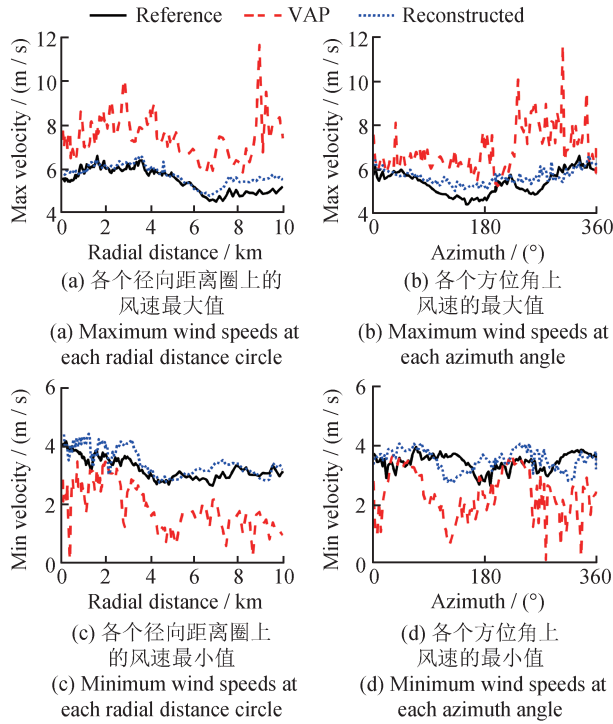 Reference VAP Reconstructed
Max velocity / (m / s)
12
10
8
6
4
0 2 4 6 8 10
Radial distance / km
(a) 各个径向距离圈上的
风速最大值
(a) Maximum wind speeds at
each radial distance circle
Max velocity / (m / s)
12
10
8
6
4
0 180 360
Azimuth / (°)
(b) 各个方位角上
风速的最大值
(b) Maximum wind speeds at
each azimuth angle
Min velocity / (m / s)
6
4
2
0
0 2 4 6 8 10
Radial distance / km
(c) 各个径向距离圈上
的风速最小值
(c) Minimum wind speeds at
each radial distance circle
Min velocity / (m / s)
6
4
2
0
0 180 360
Azimuth / (°)
(d) 各个方位角上
风速的最小值
(d) Minimum wind speeds at
each azimuth angle